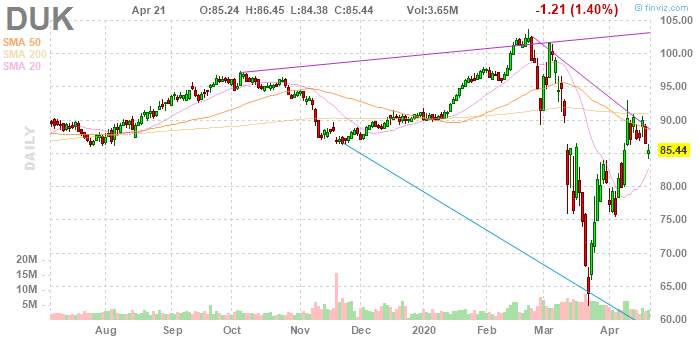 DUK Apr 21 O:85.24 H:86.45 L:84.38 C:85.44 Vol:3.65M -1.21 (1.40%)
© finviz.com
SMA 50
SMA 200
SMA 20
DAILY
105.00
100.00
95.00
90.00
85.44
85.00
80.00
75.00
70.00
65.00
60.00
20M
15M
10M
5M
Aug Sep Oct Nov Dec 2020 Feb Mar Apr